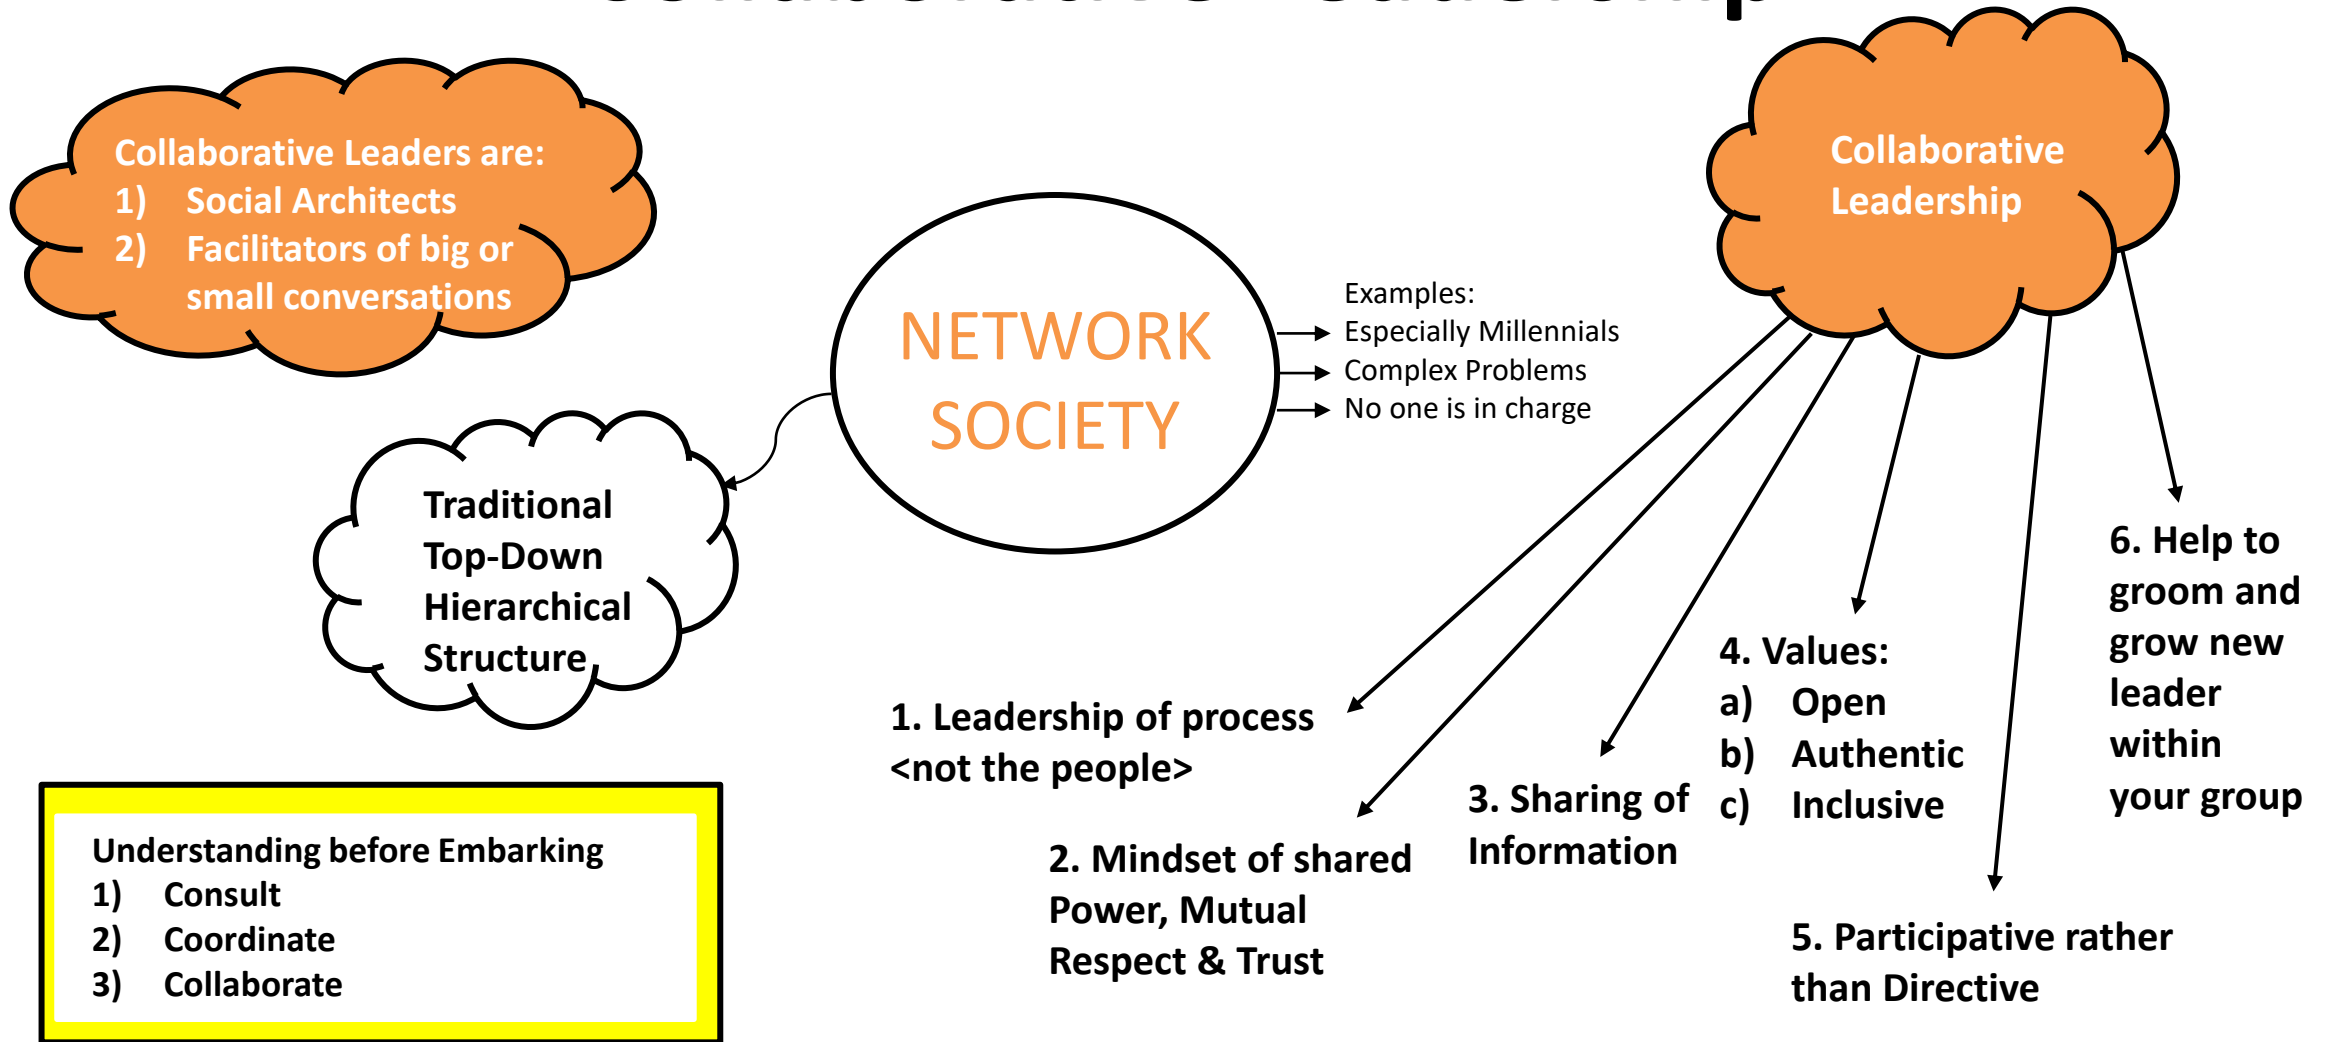 Collaborative Leaders are:
1) Social Architects
2) Facilitators of big or
small conversations
Collaborative
Leadership
NETWORK
SOCIETY
Examples:
Especially Millennials
Complex Problems
No one is in charge
Traditional
Top-Down
Hierarchical
Structure
Understanding before Embarking
1) Consult
2) Coordinate
3) Collaborate
1. Leadership of process
<not the people>
2. Mindset of shared
Power, Mutual
Respect & Trust
3. Sharing of
Information
4. Values:
a) Open
b) Authentic
c) Inclusive
5. Participative rather
than Directive
6. Help to
groom and
grow new
leader
within
your group